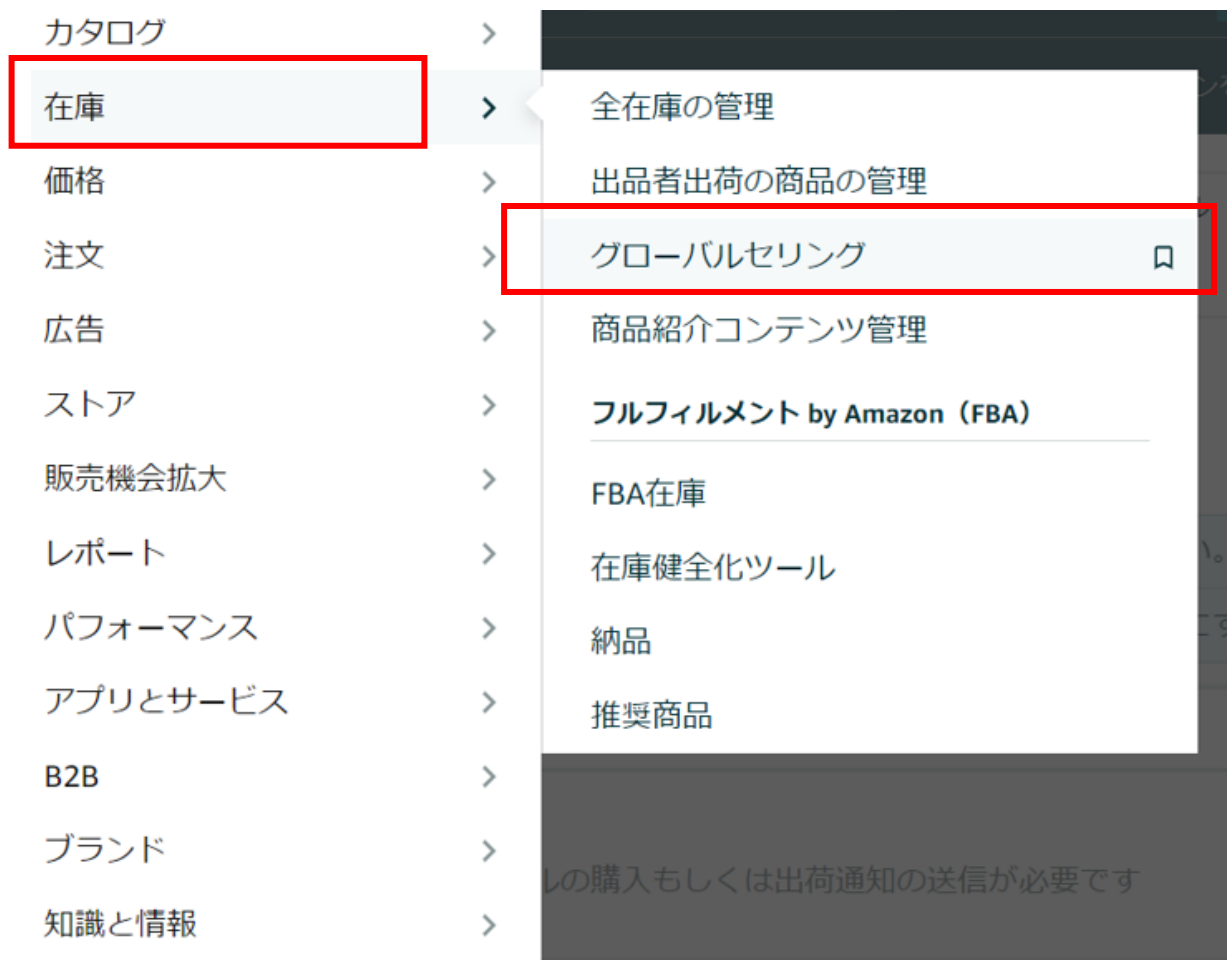 カタログ
在庫
価格
注文
広告
ストア
販売機会拡大
レポート
パフォーマンス
アプリとサービス
B2B
ブランド
知識と情報
全在庫の管理
出品者出荷の商品の管理
グローバルセリング
商品紹介コンテンツ管理
フルフィルメント by Amazon（FBA）
FBA在庫
在庫健全化ツール
納品
推奨商品
ルの購入もしくは出荷通知の送信が必要です